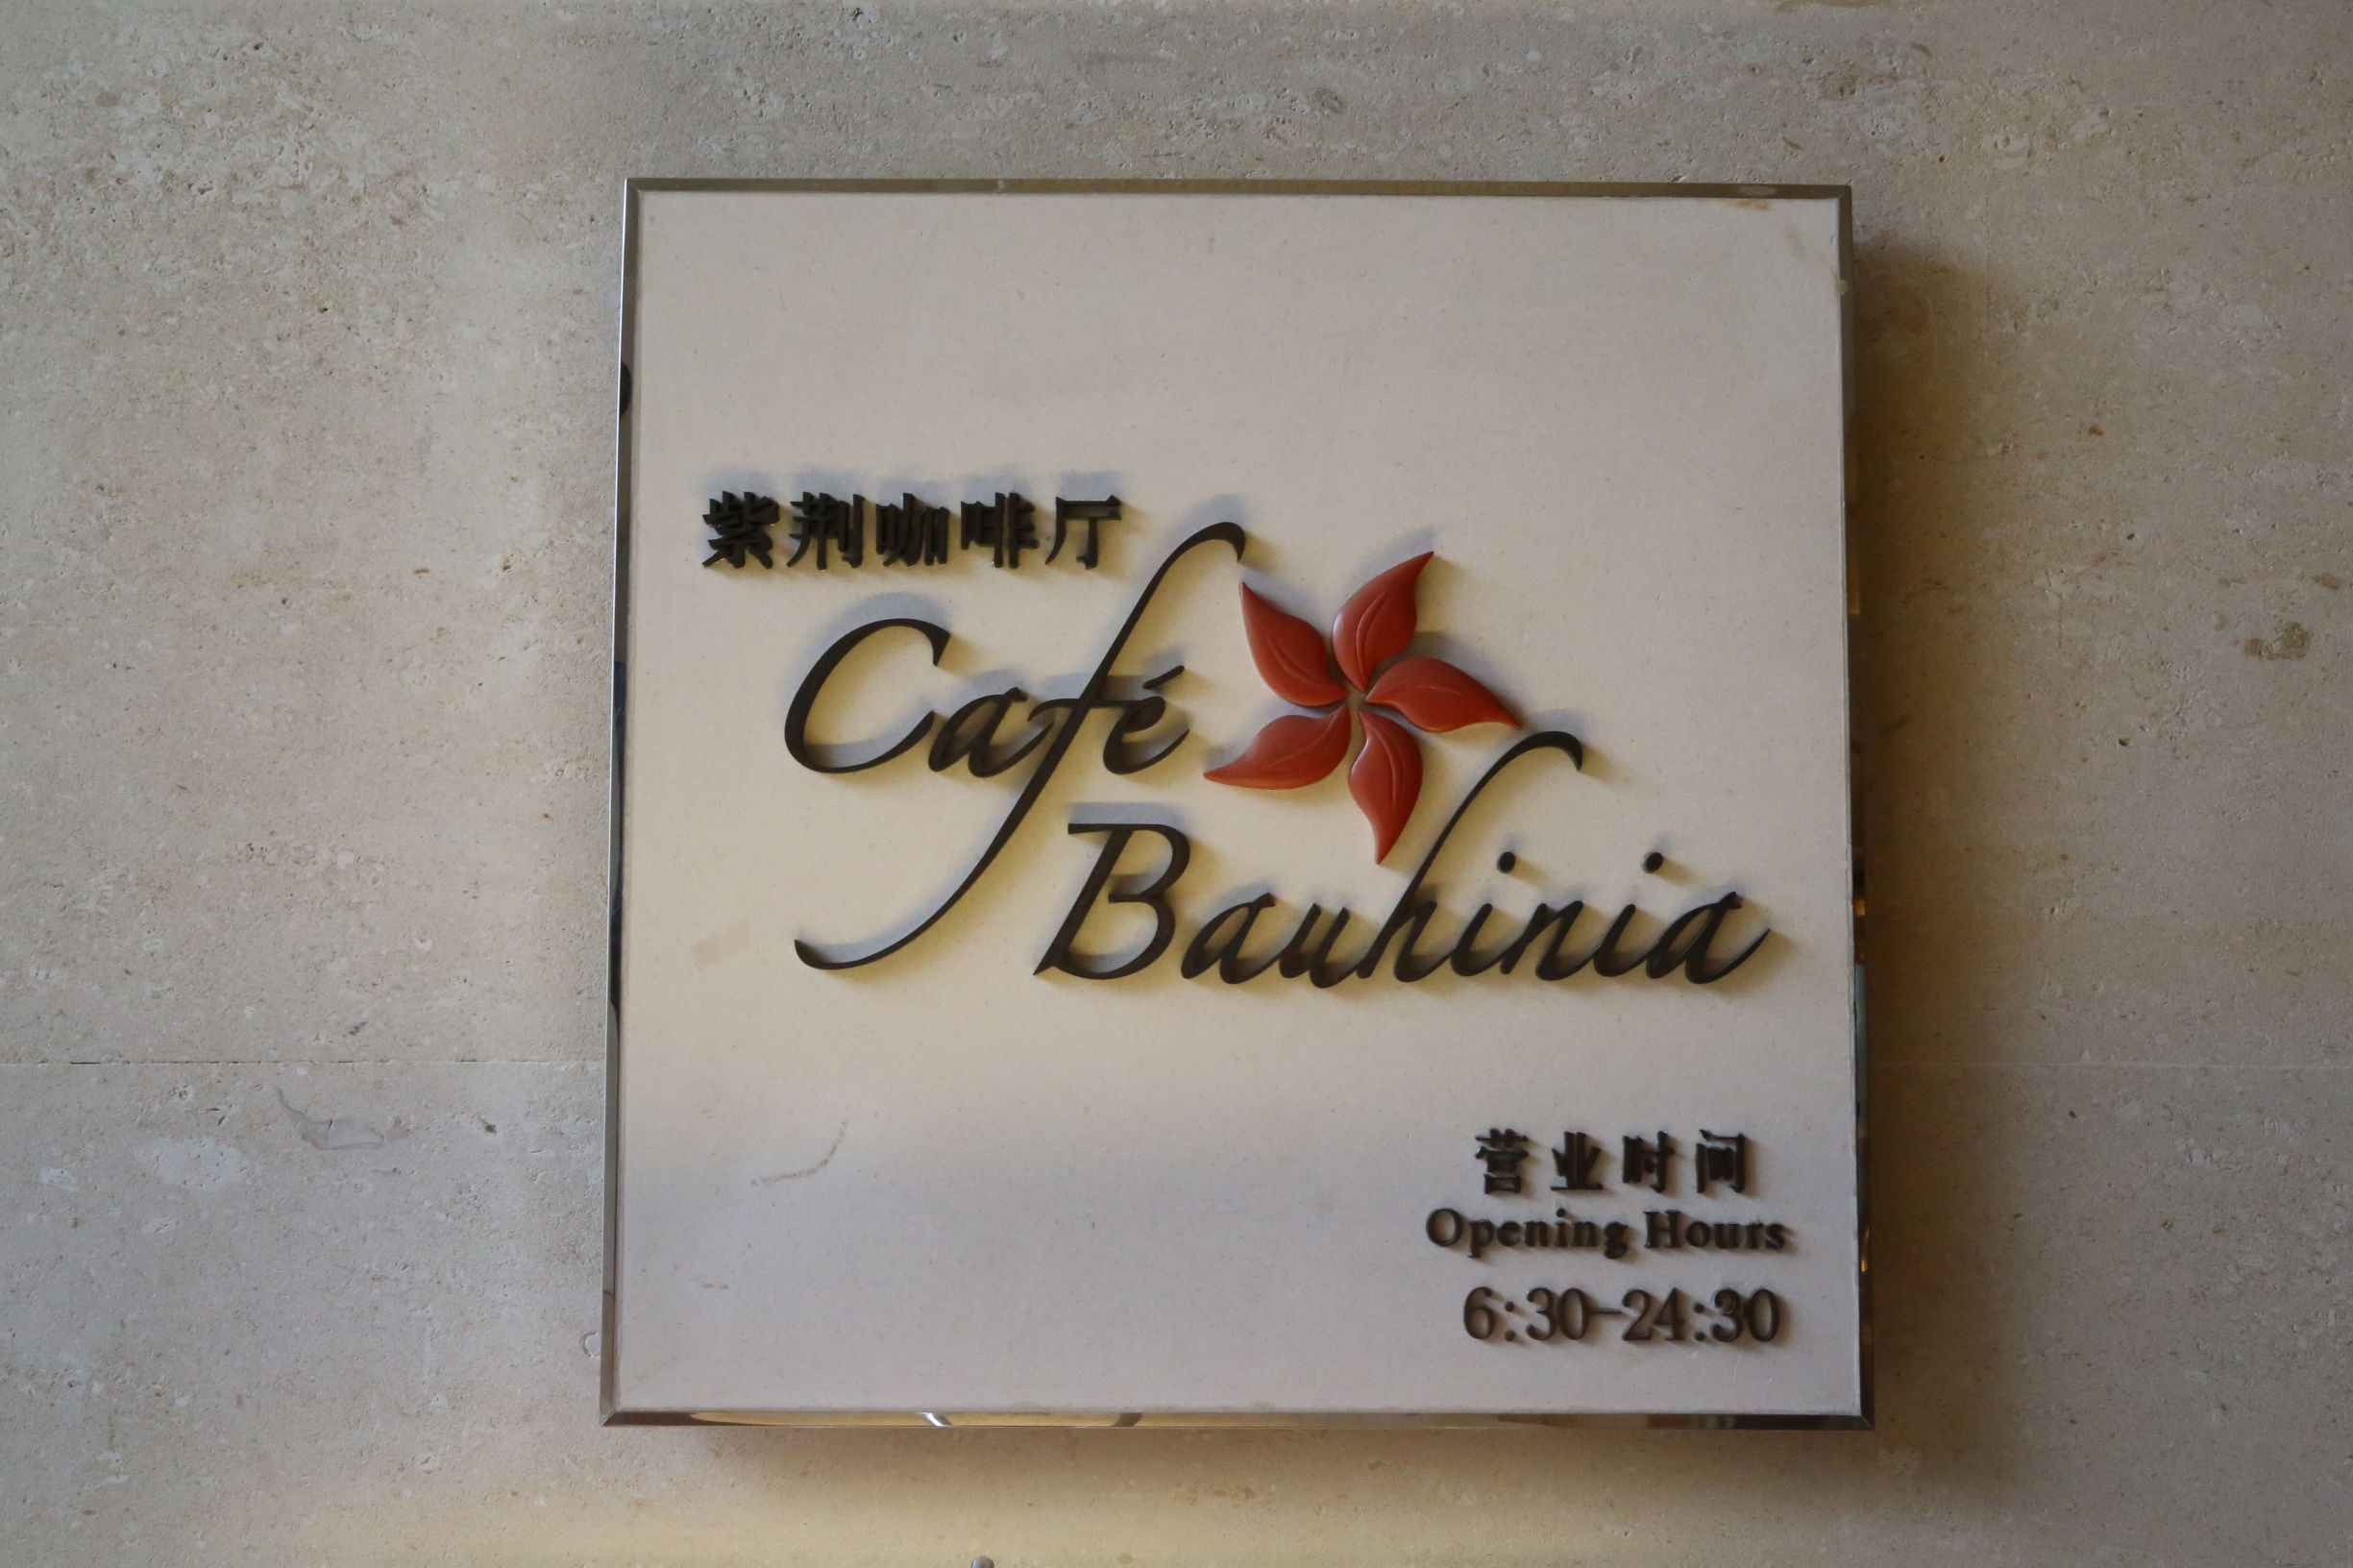 紫荆咖啡厅
Café
Bauhinia
营业时间
Opening Hours
6:30-24:30